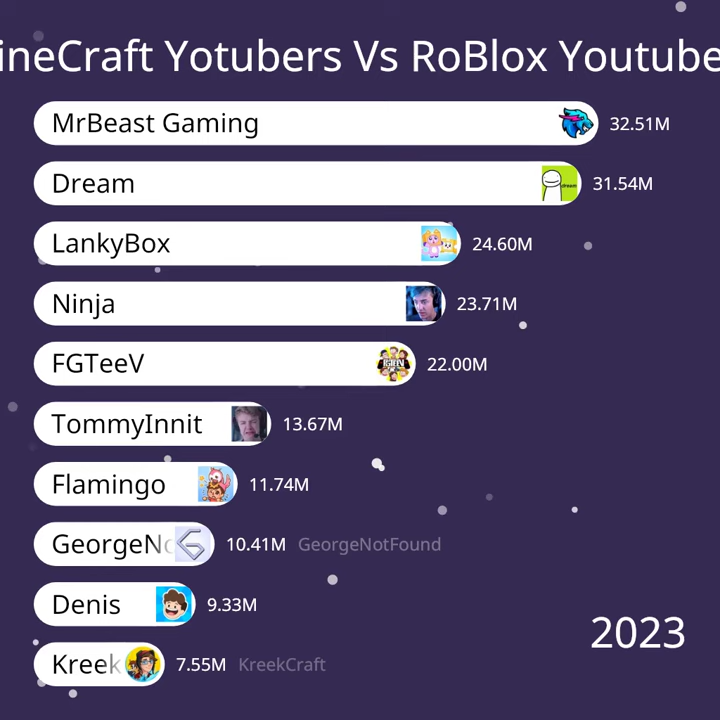 ineCraft Yotubers Vs RoBlox Youtube
MrBeast Gaming 32.51M
Dream dream 31.54M
LankyBox 24.60M
Ninja 23.71M
FGTeeV FGTEEV 22.00M
TommyInnit 13.67M
Flamingo 11.74M
GeorgeNo G 10.41M GeorgeNotFound
Denis 9.33M
2023
Kreek 7.55M KreekCraft